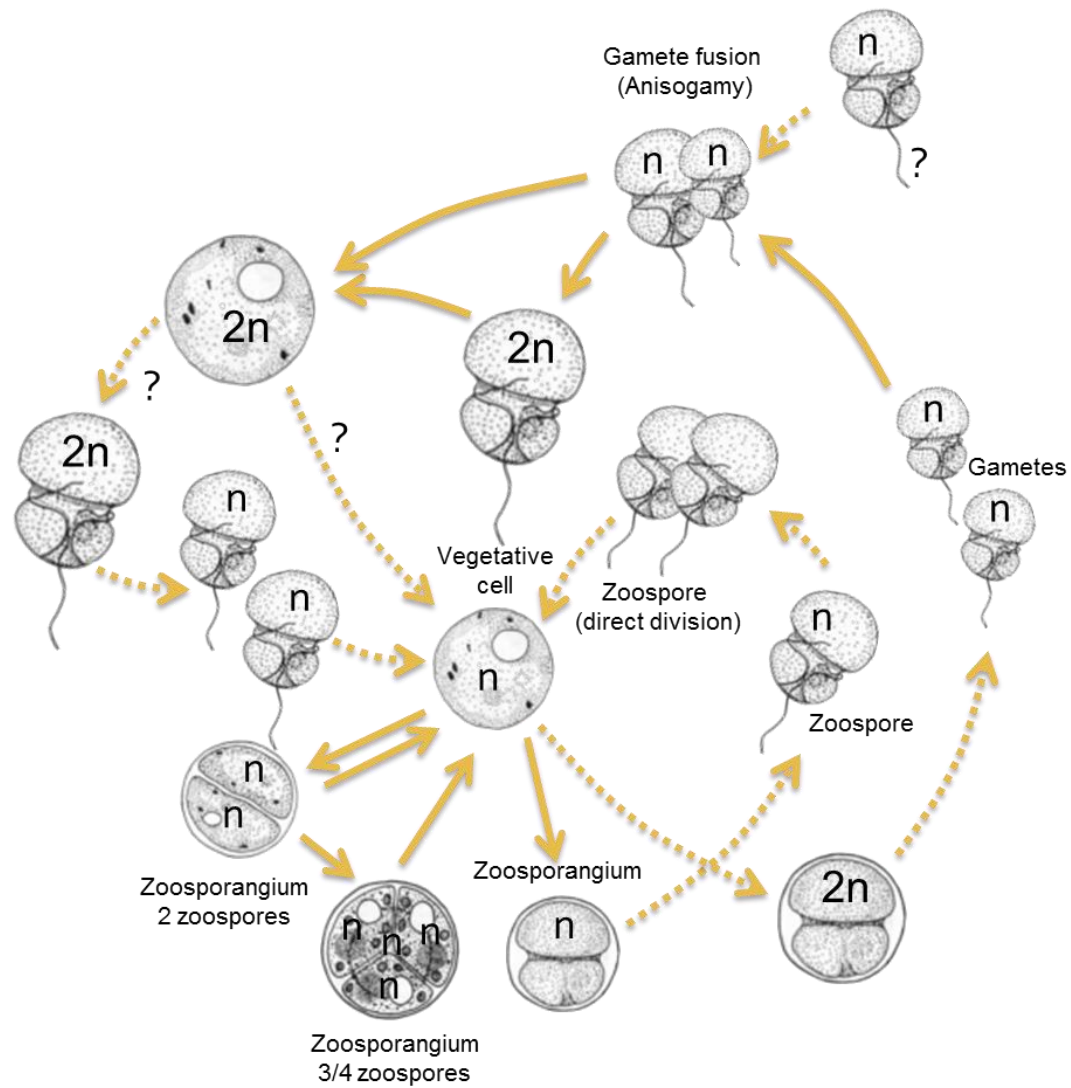 n
Gamete fusion
(Anisogamy)
n
n
?
2n
2n
?
?
n
Gametes
n
2n
n
Vegetative
cell
Zoospore
(direct division)
n
n
n
Zoospore
n
n
Zoosporangium
2 zoospores
Zoosporangium
2n
n
n
n
n
n
Zoosporangium
3/4 zoospores